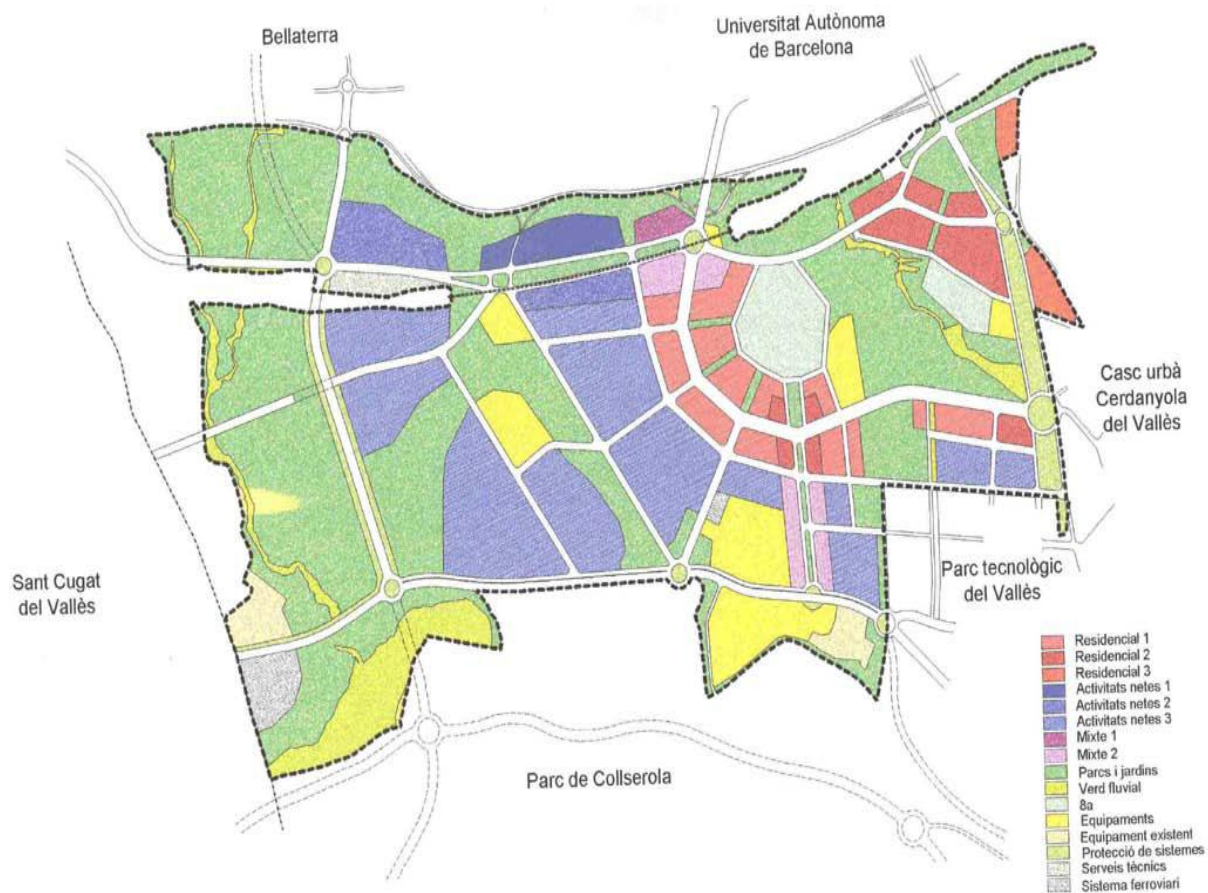 Bellaterra
Universitat Autònoma
de Barcelona
Casc urbà
Cerdanyola
del Vallès
Sant Cugat
del Vallès
Parc tecnològic
del Vallès
Parc de Collserola
Residencial 1
Residencial 2
Residencial 3
Activitats netes 1
Activitats netes 2
Activitats netes 3
Mixte 1
Mixte 2
Parcs i jardins
Verd fluvial
8a
Equipaments
Equipament existent
Protecció de sistemes
Serveis tècnics
Sistema ferroviari